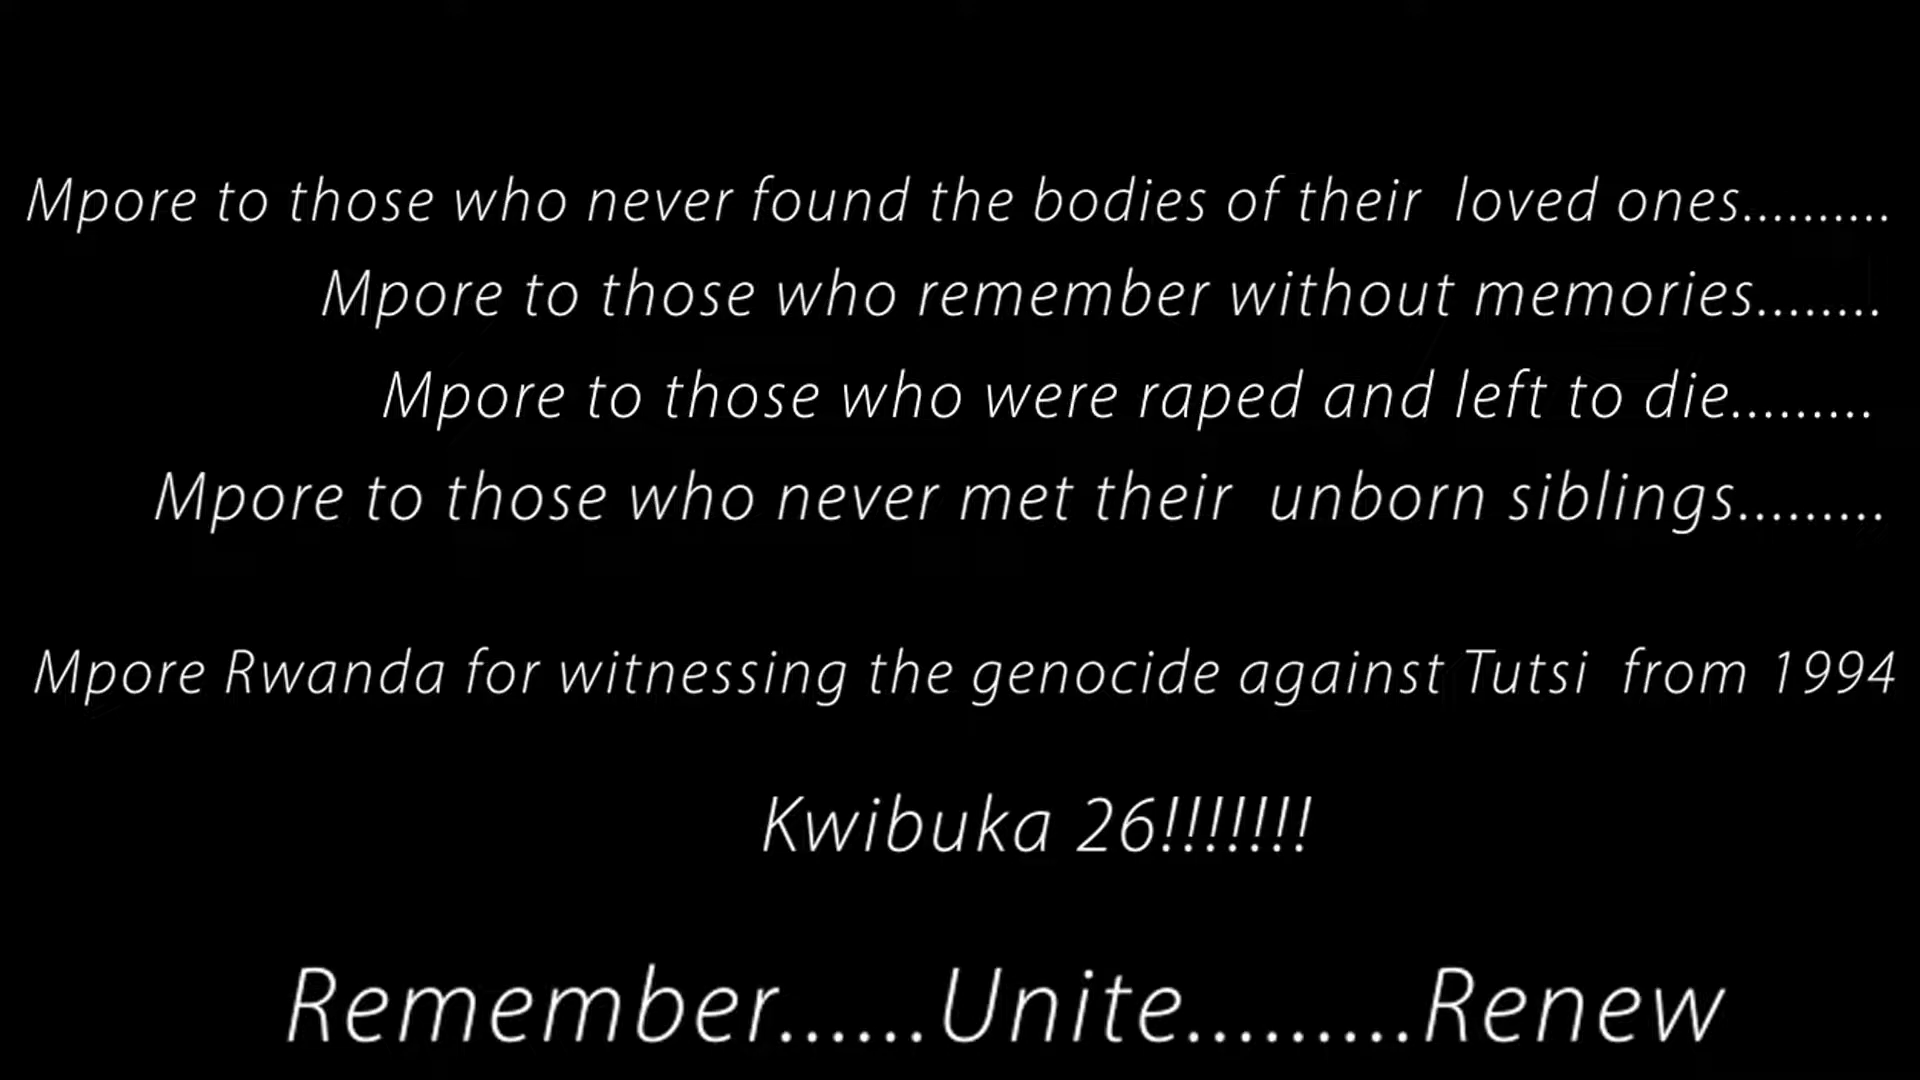 Mpore to those who never found the bodies of their  loved ones..........
Mpore to those who remember without memories........
Mpore to those who were raped and left to die.........
Mpore to those who never met their  unborn siblings.........
Mpore Rwanda for witnessing the genocide against Tutsi  from 1994
Kwibuka 26!!!!!!!
Remember......Unite.........Renew